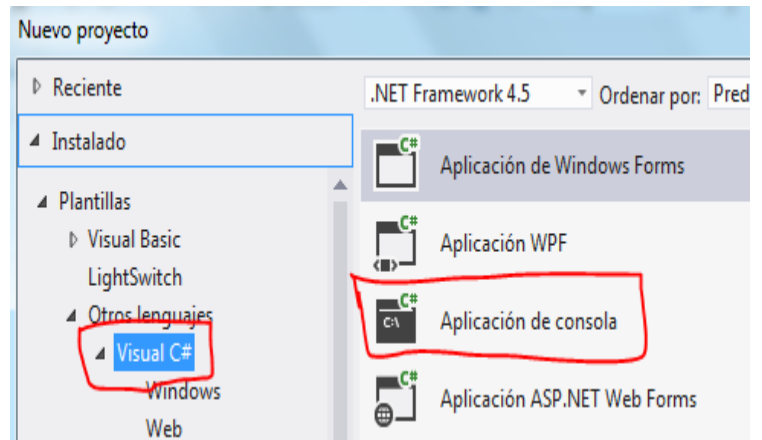 Nuevo proyecto
Reciente
Instalado
Plantillas
Visual Basic
LightSwitch
Otros lenguajes
Visual C#
Windows
Web
.NET Framework 4.5
Ordenar por: Pred
C#
Aplicación de Windows Forms
C#
Aplicación WPF
C#
C:\
Aplicación de consola
C#
Aplicación ASP.NET Web Forms